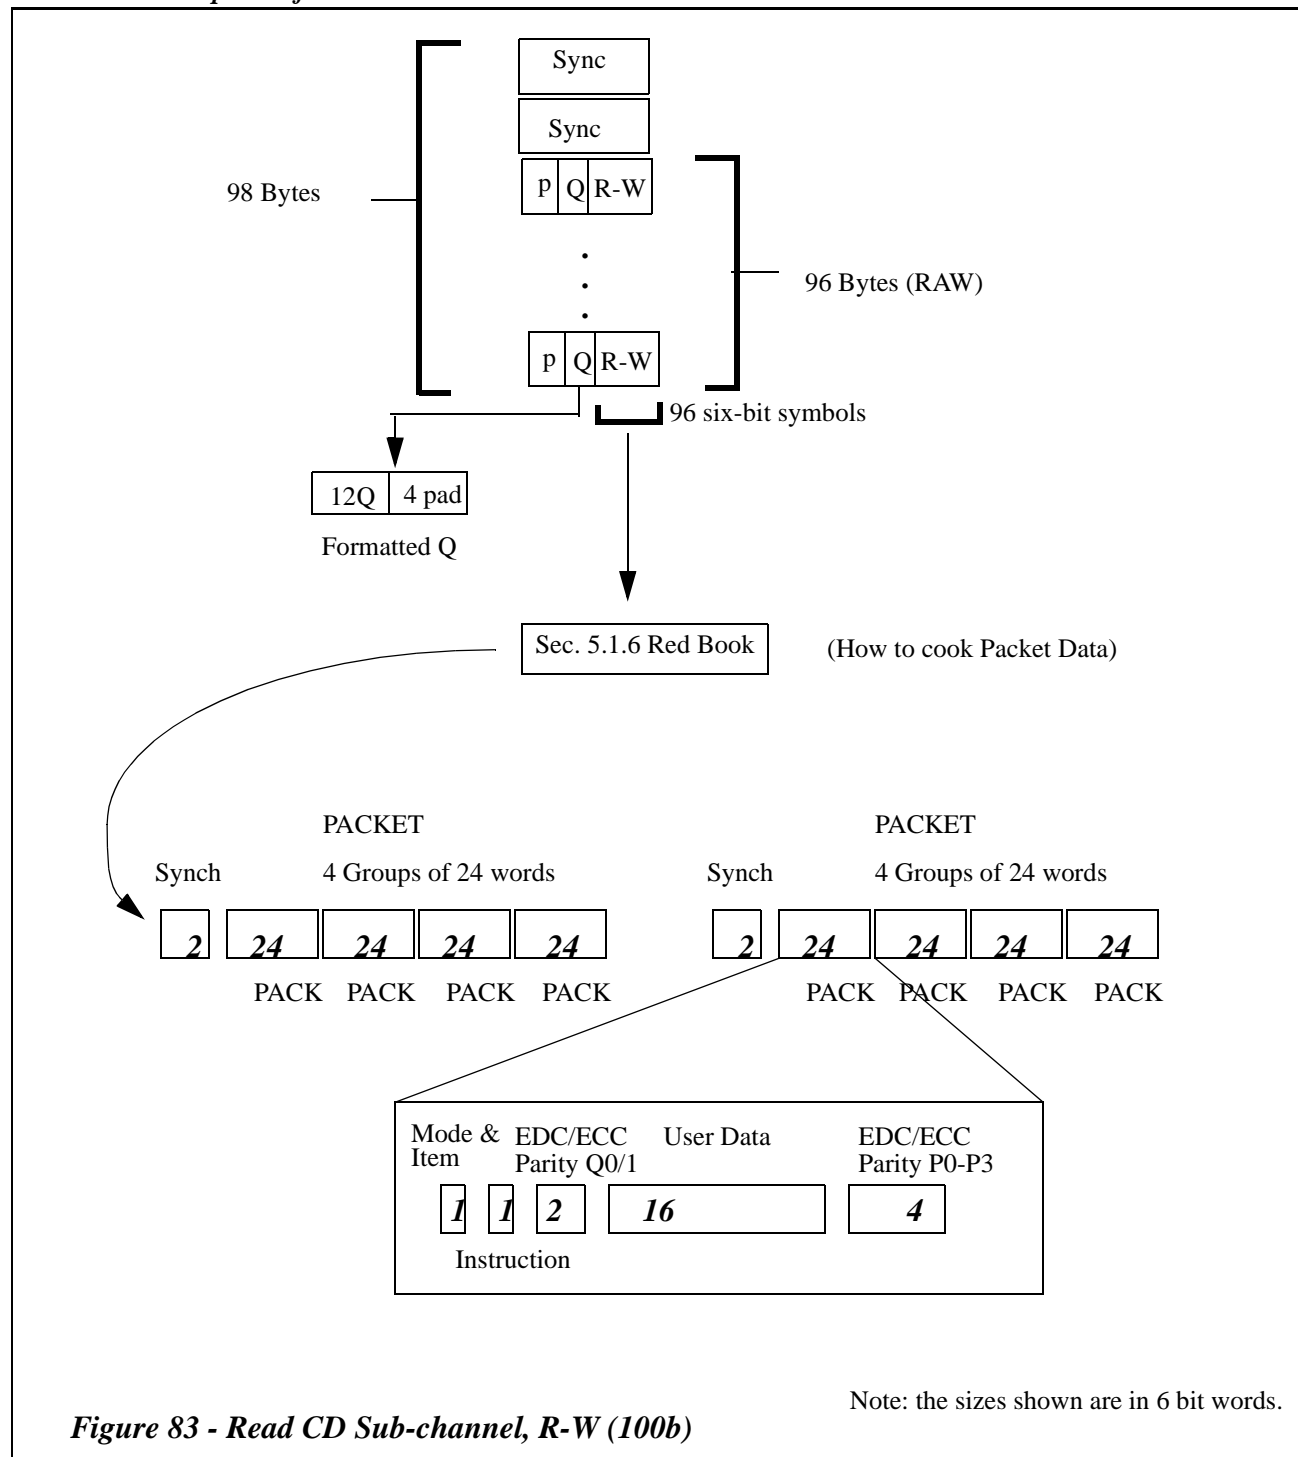 Sync
Sync
98 Bytes
p Q R-W
96 Bytes (RAW)
p Q R-W
96 six-bit symbols
12Q 4 pad
Formatted Q
Sec. 5.1.6 Red Book
(How to cook Packet Data)
PACKET PACKET
Synch 4 Groups of 24 words Synch 4 Groups of 24 words
2 24 24 24 24 2 24 24 24 24
PACK PACK PACK PACK PACK PACK PACK PACK
Mode & EDC/ECC User Data EDC/ECC
Item Parity Q0/1 Parity P0-P3
1 1 2 16 4
Instruction
Note: the sizes shown are in 6 bit words.
Figure 83 - Read CD Sub-channel, R-W (100b)